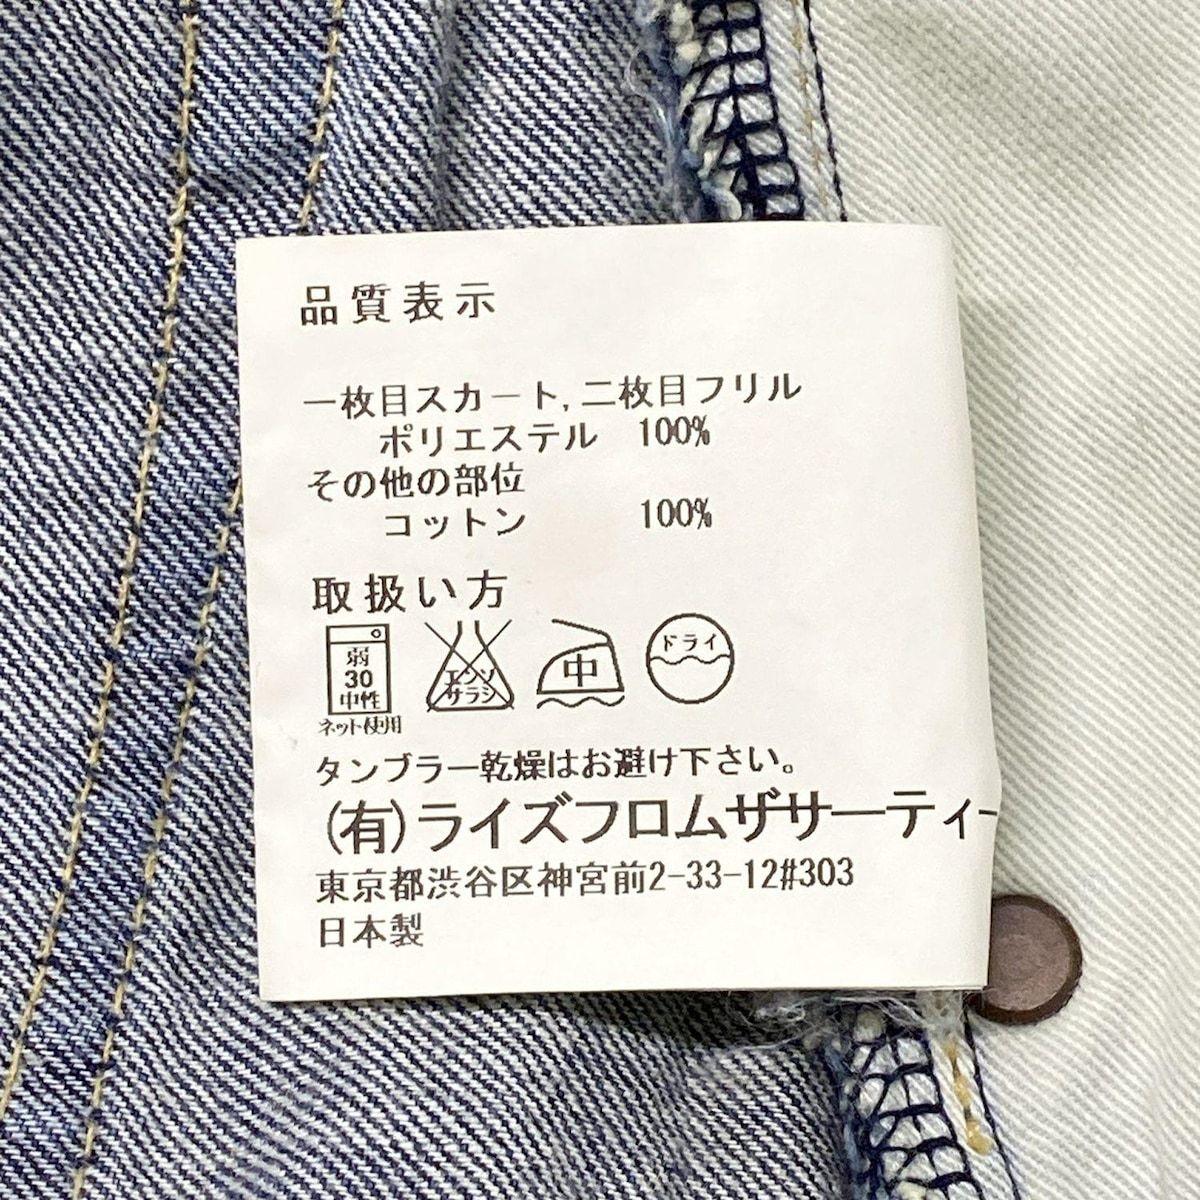 品質表示
一枚目スカート,二枚目フリル
ポリエステル 100%
その他の部位
コットン 100%
取扱い方
弱
30
中性
ネット使用
エンソ
サラシ
中
ドライ
タンブラー乾燥はお避け下さい。
(有)ライズフロムザサーティー
東京都渋谷区神宮前2-33-12#303
日本製